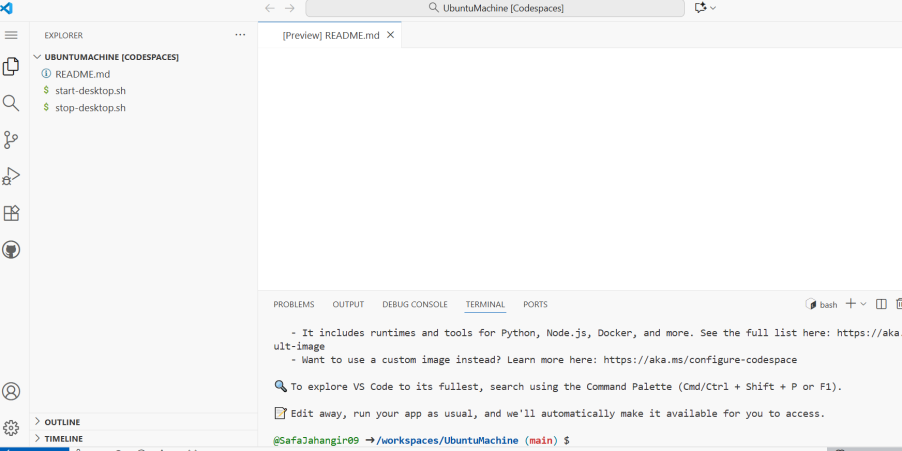 UbuntuMachine [Codespaces]
EXPLORER
[Preview] README.md
UBUNTUMACHINE [CODESPACES]
README.md
$ start-desktop.sh
$ stop-desktop.sh
PROBLEMS OUTPUT DEBUG CONSOLE TERMINAL PORTS
bash
- It includes runtimes and tools for Python, Node.js, Docker, and more. See the full list here: https://aka.
ult-image
- Want to use a custom image instead? Learn more here: https://aka.ms/configure-codespace
To explore VS Code to its fullest, search using the Command Palette (Cmd/Ctrl + Shift + P or F1).
Edit away, run your app as usual, and we'll automatically make it available for you to access.
@SafaJahangir09 ➜/workspaces/UbuntuMachine (main) $
OUTLINE
TIMELINE